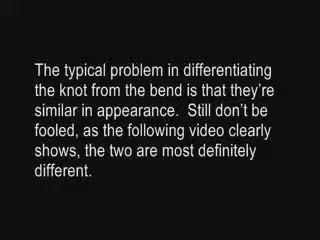 The typical problem in differentiating
the knot from the bend is that they're
similar in appearance.  Still don't be
fooled, as the following video clearly
shows, the two are most definitely
different.